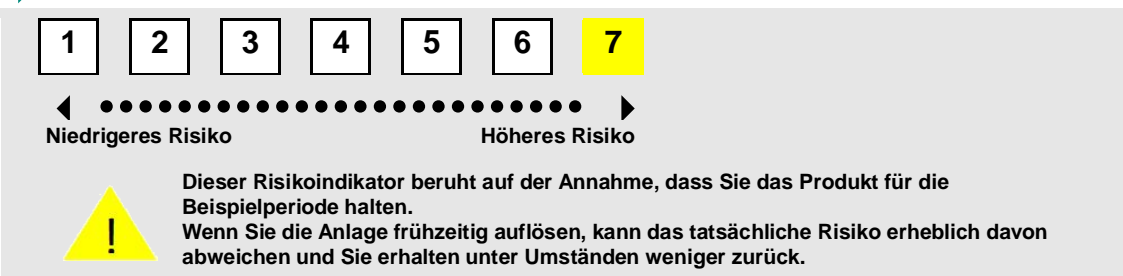 1 2 3 4 5 6 7
Niedrigeres Risiko Höheres Risiko
Dieser Risikoindikator beruht auf der Annahme, dass Sie das Produkt für die
Beispielperiode halten.
Wenn Sie die Anlage frühzeitig auflösen, kann das tatsächliche Risiko erheblich davon
abweichen und Sie erhalten unter Umständen weniger zurück.
!